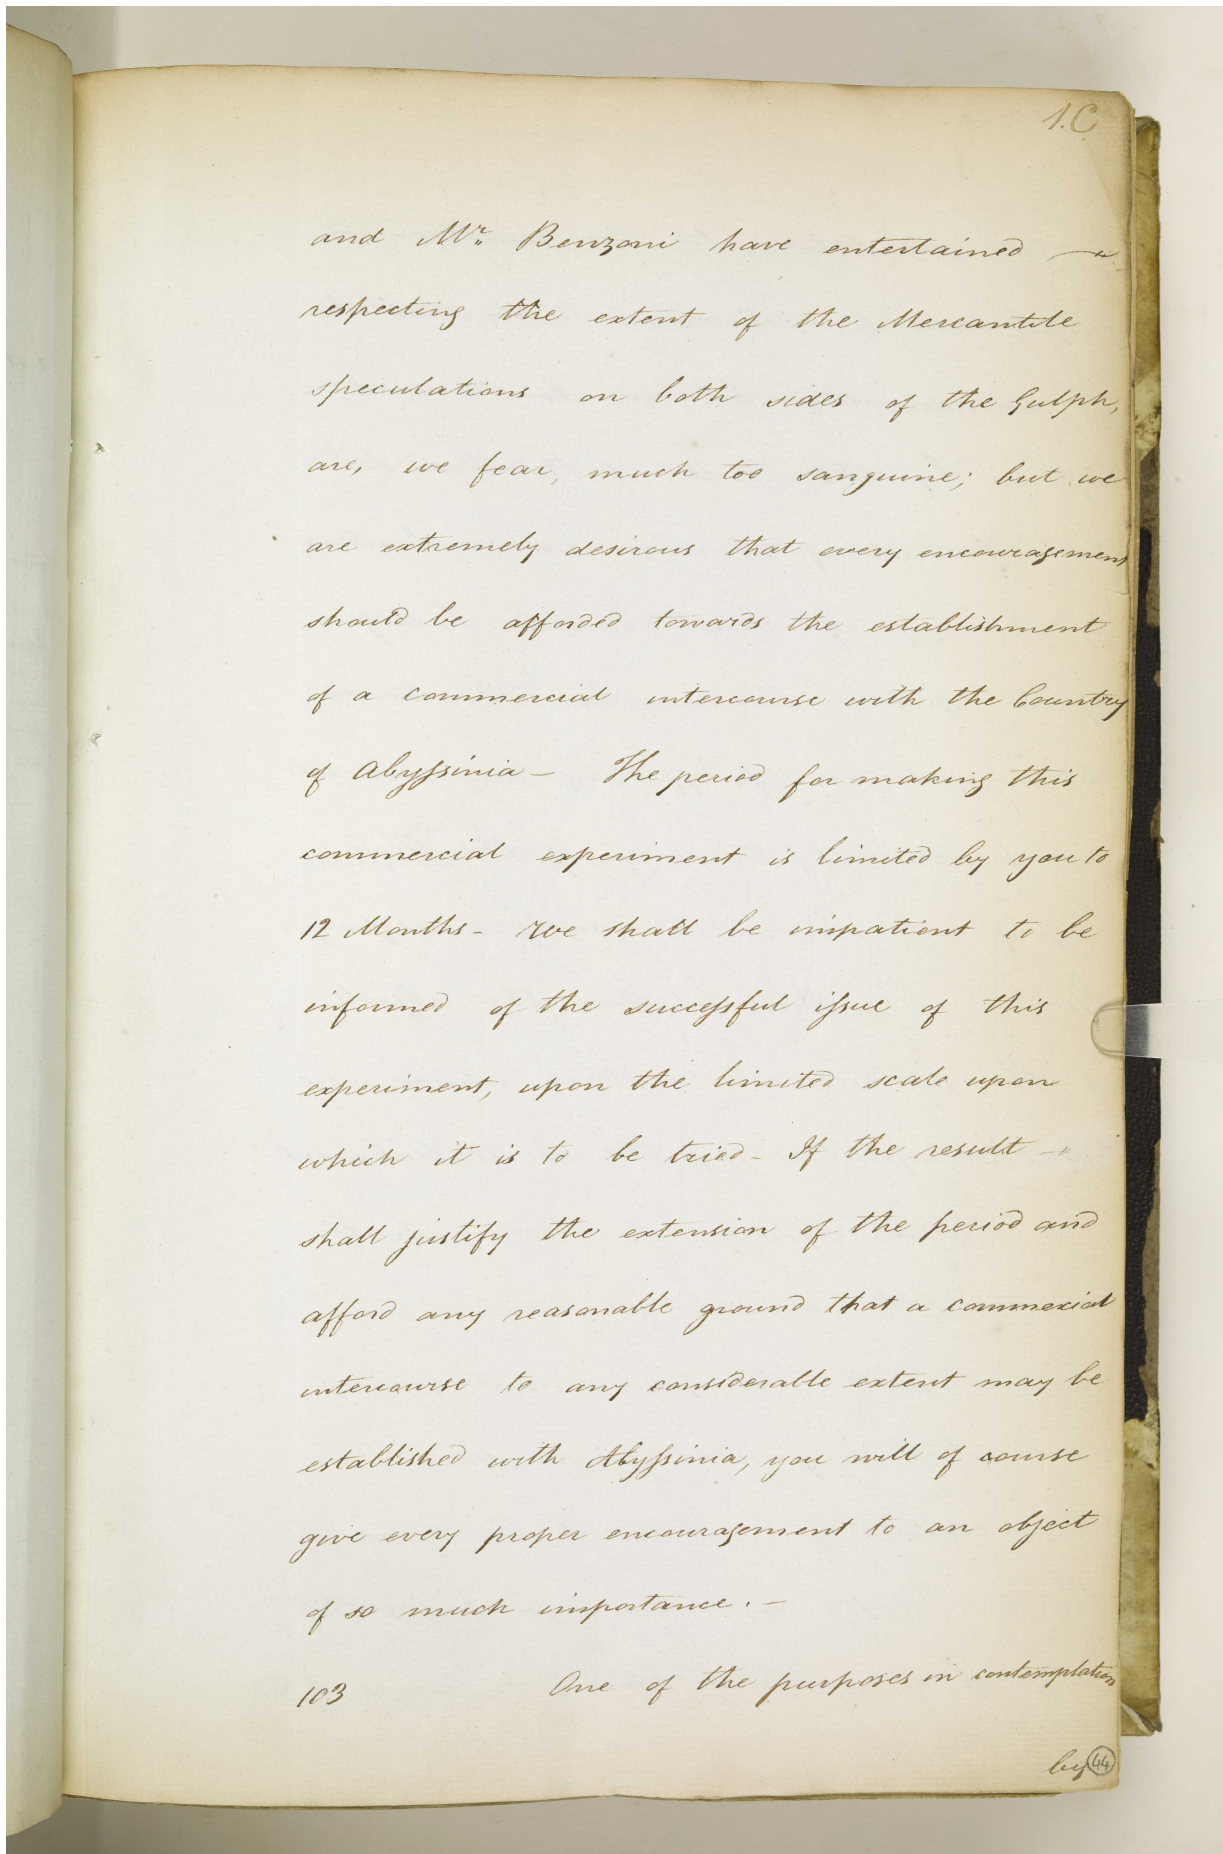 1.C
and Mr. Benzoni have entertained —
respecting the extent of the Mercantile
speculations on both sides of the Gulph,
are, we fear, much too sanguine; but we
are extremely desirous that every encouragement
should be afforded towards the establishment
of a commercial intercourse with the Country
of Abyſsinia — The period for making this
commercial experiment is limited by you to
12 Months - We shall be impatient to be
informed of the succeſsful iſsue of this
experiment, upon the limited scale upon
which it is to be tried - If the result -
shall justify the extension of the period and
afford any reasonable ground that a commercial
intercourse to any considerable extent may be
established with Abyſsinia, you will of course
give every proper encouragement to an object
of so much importance. —
103 One of the purposes in contemplation
by 44